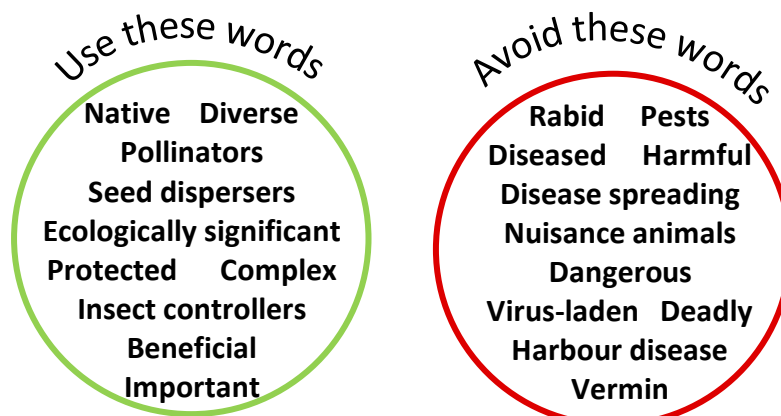 Use these words
Native Diverse
Pollinators
Seed dispersers
Ecologically significant
Protected Complex
Insect controllers
Beneficial
Important
Avoid these words
Rabid Pests
Diseased Harmful
Disease spreading
Nuisance animals
Dangerous
Virus-laden Deadly
Harbour disease
Vermin